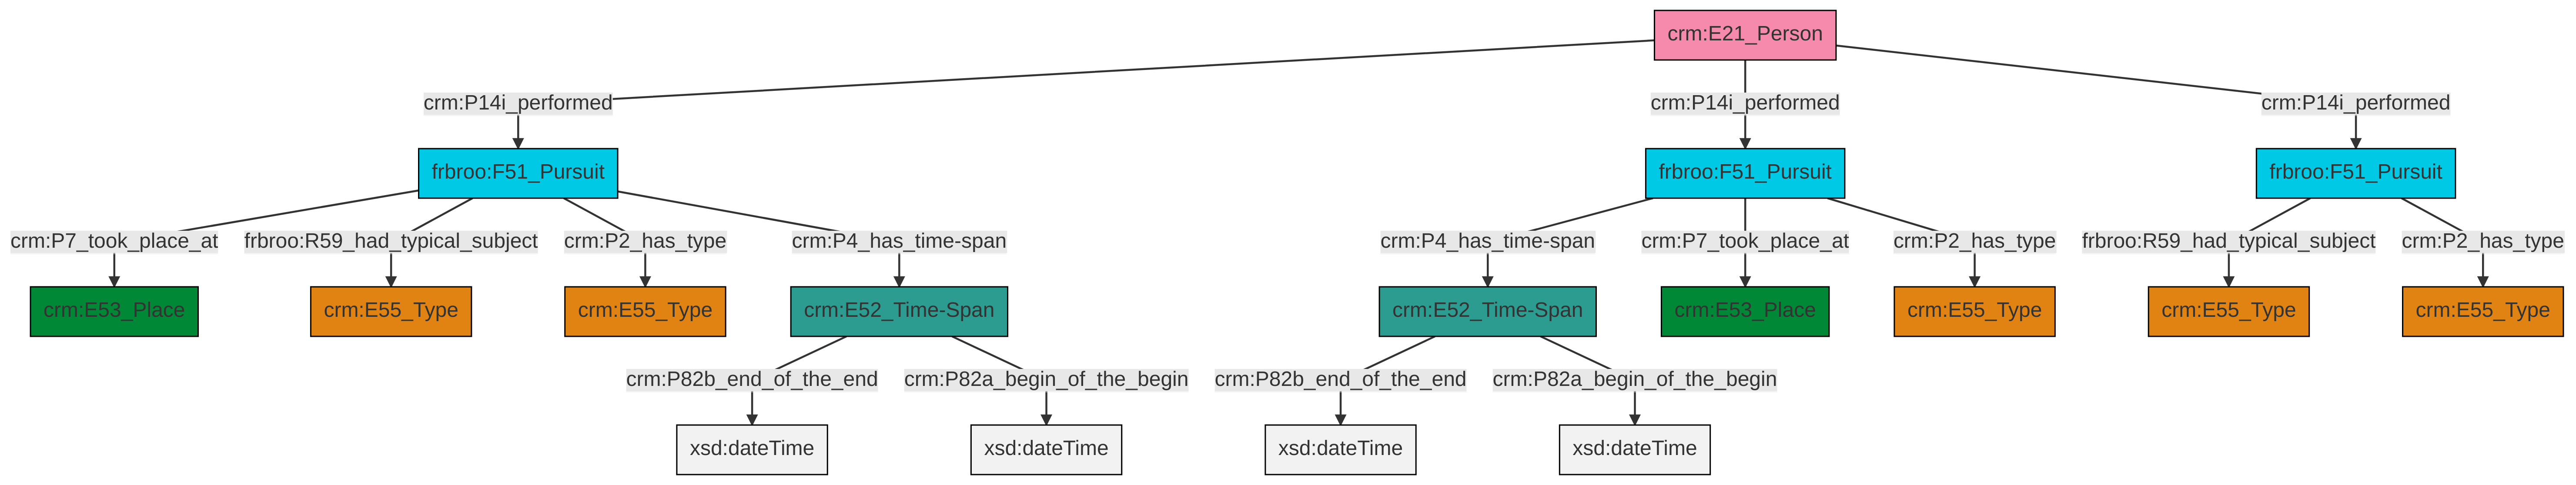 crm:E21_Person
crm:P14i_performed
crm:P14i_performed
crm:P14i_performed
frbroo:F51_Pursuit
frbroo:F51_Pursuit
frbroo:F51_Pursuit
crm:P7_took_place_at
frbroo:R59_had_typical_subject
crm:P2_has_type
crm:P4_has_time-span
crm:P4_has_time-span
crm:P7_took_place_at
crm:P2_has_type
frbroo:R59_had_typical_subject
crm:P2_has_type
crm:E53_Place
crm:E55_Type
crm:E55_Type
crm:E52_Time-Span
crm:E52_Time-Span
crm:E53_Place
crm:E55_Type
crm:E55_Type
crm:E55_Type
crm:P82b_end_of_the_end
crm:P82a_begin_of_the_begin
crm:P82b_end_of_the_end
crm:P82a_begin_of_the_begin
xsd:dateTime
xsd:dateTime
xsd:dateTime
xsd:dateTime